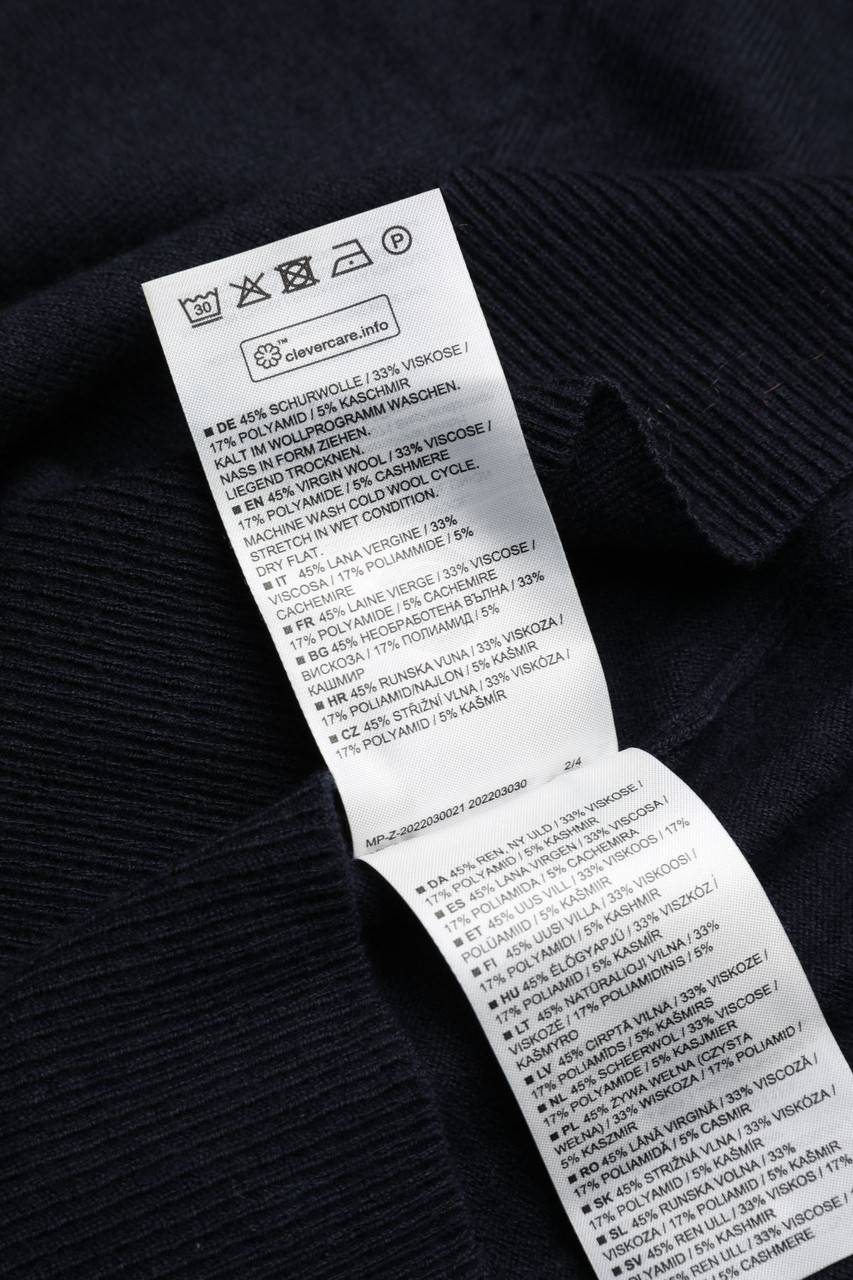 30
P
clevercare.info™
■ DE 45% SCHURWOLLE / 33% VISKOSE /
17% POLYAMID / 5% KASCHMIR
KALT IM WOLLPROGRAMM WASCHEN.
NASS IN FORM ZIEHEN.
LIEGEND TROCKNEN.
■ EN 45% VIRGIN WOOL / 33% VISCOSE /
17% POLYAMIDE / 5% CASHMERE
MACHINE WASH COLD WOOL CYCLE.
STRETCH IN WET CONDITION.
DRY FLAT.
■ IT 45% LANA VERGINE / 33%
VISCOSA / 17% POLIAMMIDE / 5%
CACHEMIRE
■ FR 45% LAINE VIERGE / 33% VISCOSE /
17% POLYAMIDE / 5% CACHEMIRE
■ BG 45% НЕОБРАБОТЕНА ВЪЛНА / 33%
ВИСКОЗА / 17% ПОЛИАМИД / 5%
КАШМИР
■ HR 45% RUNSKA VUNA / 33% VISKOZA /
17% POLIAMID/NAJLON / 5% KAŠMIR
■ CZ 45% STŘIŽNÍ VLNA / 33% VISKÓZA /
17% POLYAMID / 5% KAŠMÍR
MP-Z-2022030021 202203030 2/4
■ DA 45% REN, NY ULD / 33% VISKOSE /
17% POLYAMID / 5% KASHMIR
■ ES 45% LANA VIRGEN / 33% VISCOSA /
17% POLIAMIDA / 5% CACHEMIRA
■ ET 45% UUS VILL / 33% VISKOOS / 17%
POLÜAMIID / 5% KAŠMIIR
■ FI 45% UUSI VILLA / 33% VISKOOSI /
17% POLYAMIDI / 5% KASHMIR
■ HU 45% ÉLŐGYAPJÚ / 33% VISZKÓZ /
17% POLIAMID / 5% KASMÍR
■ LT 45% NATŪRALIOJI VILNA / 33%
VISKOZĖ / 17% POLIAMIDINIS / 5%
KAŠMYRO
■ LV 45% CIRPTĀ VILNA / 33% VISKOZE /
17% POLIAMĪDS / 5% KAŠMIRS
■ NL 45% SCHEERWOL / 33% VISCOSE /
17% POLYAMIDE / 5% KASJMIER
■ PL 45% ŻYWA WEŁNA (CZYSTA
WEŁNA) / 33% WISKOZA / 17% POLIAMID /
5% KASZMIR
■ RO 45% LÂNĂ VIRGINĂ / 33% VISCOZĂ /
17% POLIAMIDĂ / 5% CAȘMIR
■ SK 45% STRIŽNÁ VLNA / 33% VISKÓZA /
17% POLYAMID / 5% KAŠMÍR
■ SL 45% RUNSKA VOLNA / 33%
VISKOZA / 17% POLIAMID / 5% KAŠMIR
■ SV 45% REN ULL / 33% VISKOS / 17%
POLYAMID / 5% KASHMIR
REN ULL / 33% VISCOSE /
5% CASHMERE